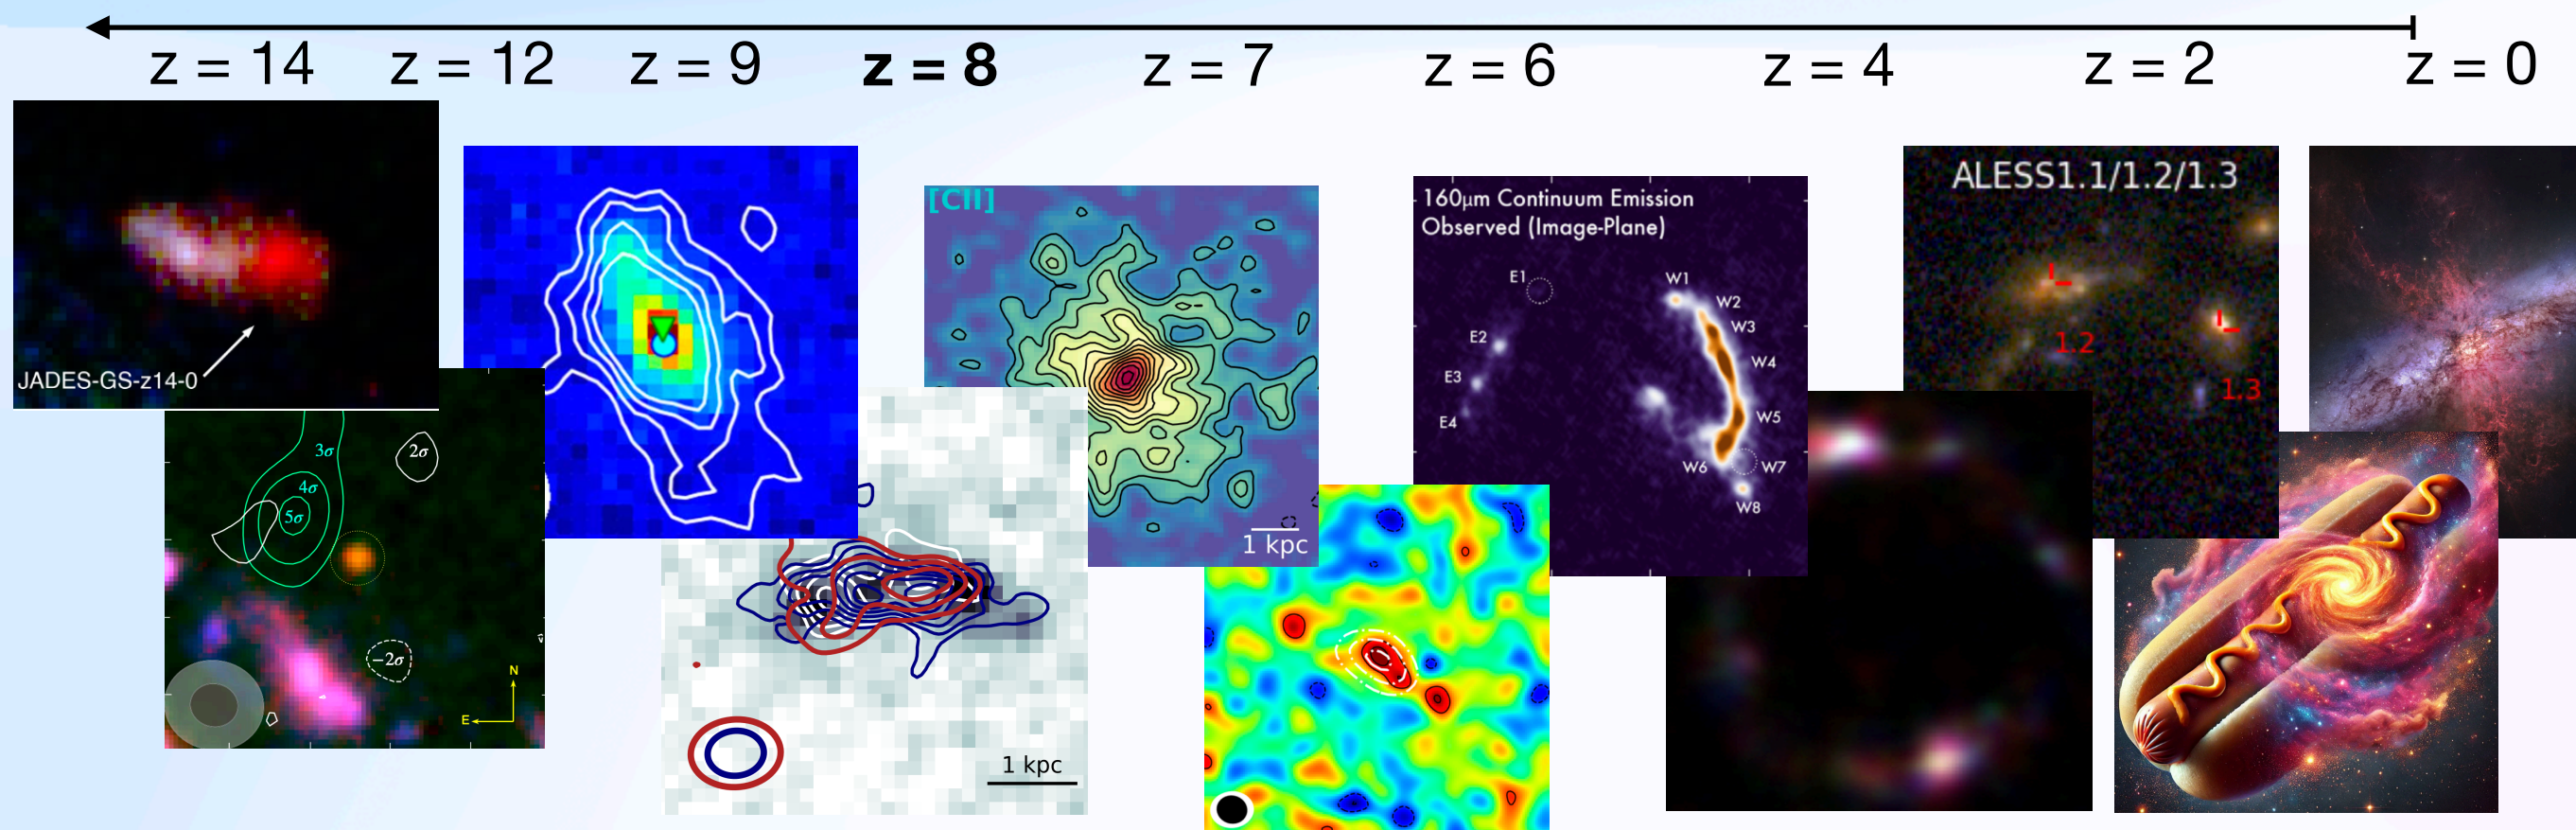 z = 14 z = 12 z = 9 z = 8 z = 7 z = 6 z = 4 z = 2 z = 0
JADES-GS-z14-0
3σ
2σ
4σ
5σ
−2σ
N
E
1 kpc
[CII]
1 kpc
160μm Continuum Emission
Observed (Image-Plane)
E1
W1
W2
W3
E2
W4
E3
W5
E4
W6
W7
W8
ALESS1.1/1.2/1.3
1.2
1.3